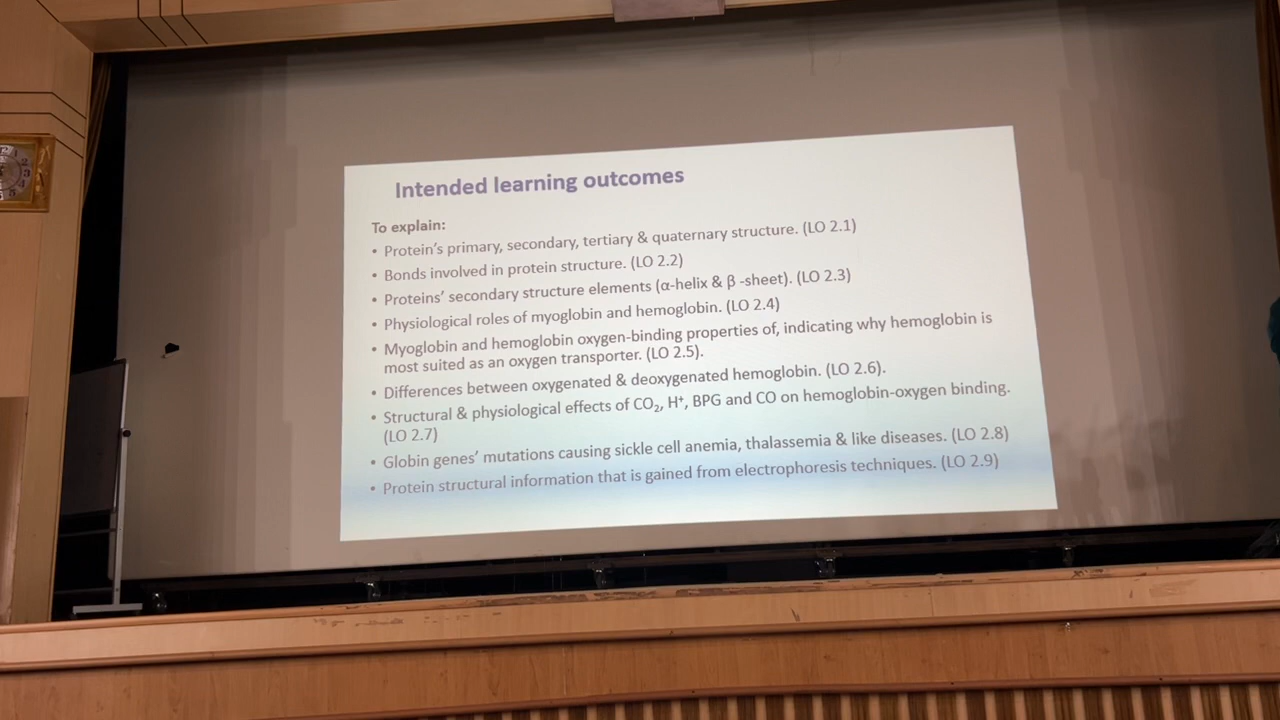 Intended learning outcomes
To explain:
• Protein's primary, secondary, tertiary & quaternary structure. (LO 2.1)
• Bonds involved in protein structure. (LO 2.2)
• Proteins' secondary structure elements (α-helix & β -sheet). (LO 2.3)
• Physiological roles of myoglobin and hemoglobin. (LO 2.4)
• Myoglobin and hemoglobin oxygen-binding properties of, indicating why hemoglobin is
most suited as an oxygen transporter. (LO 2.5).
• Differences between oxygenated & deoxygenated hemoglobin. (LO 2.6).
• Structural & physiological effects of CO₂, H⁺, BPG and CO on hemoglobin-oxygen binding.
(LO 2.7)
• Globin genes' mutations causing sickle cell anemia, thalassemia & like diseases. (LO 2.8)
• Protein structural information that is gained from electrophoresis techniques. (LO 2.9)